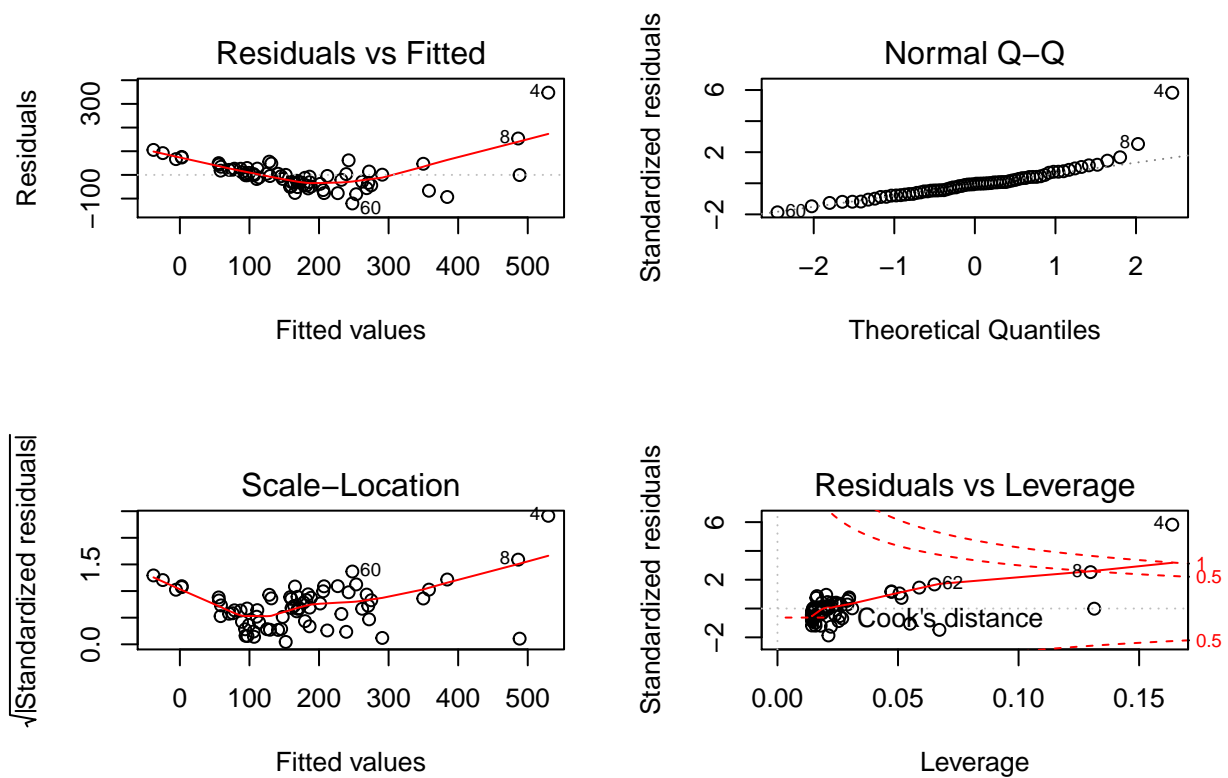 Residuals vs Fitted
Residuals
300
−100
4
8
60
0 100 200 300 400 500
Fitted values
Normal Q−Q
Standardized residuals
6
2
−2
4
8
60
−2 −1 0 1 2
Theoretical Quantiles
Scale−Location
√|Standardized residuals|
1.5
0.0
4
8
60
0 100 200 300 400 500
Fitted values
Residuals vs Leverage
Standardized residuals
6
2
−2
4
8
62
Cook's distance
1
0.5
0.5
0.00 0.05 0.10 0.15
Leverage